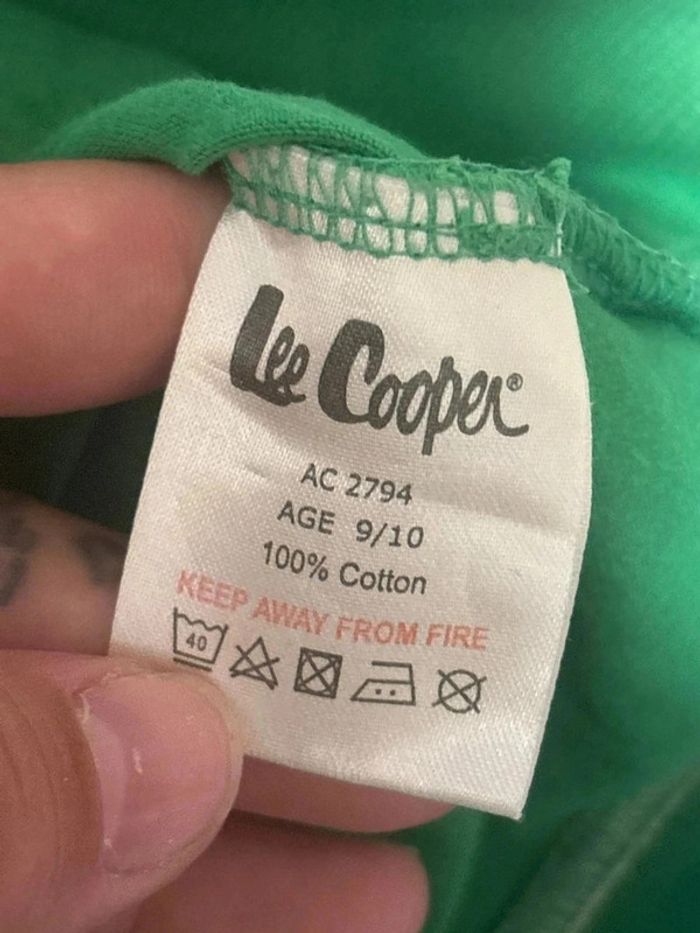 Lee Cooper®
AC 2794
AGE 9/10
100% Cotton
KEEP AWAY FROM FIRE
40